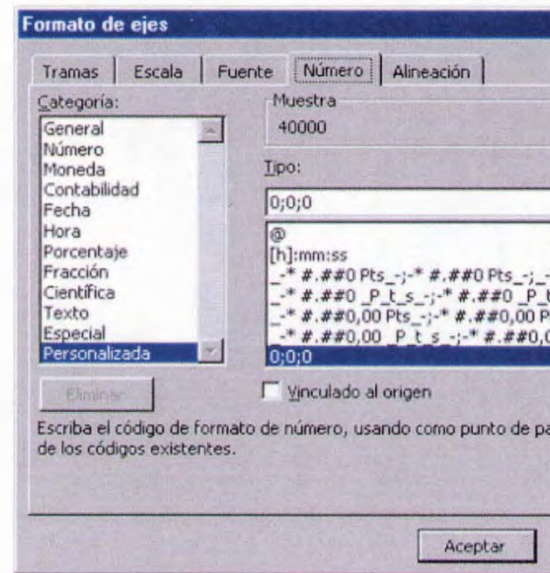 Formato de ejes
Tramas Escala Fuente Número Alineación
Categoría:
General
Número
Moneda
Contabilidad
Fecha
Hora
Porcentaje
Fracción
Científica
Texto
Especial
Personalizada
Muestra
40000
Tipo:
0;0;0
@
[h]:mm:ss
_-* #.##0 Pts_-;-* #.##0 Pts_-;_-
_-* #.##0 _P_t_s_-;-* #.##0 _P_t
_-* #.##0,00 Pts_-;-* #.##0,00 P
_-* #.##0,00 _P_t_s_-;-* #.##0,0
0;0;0
Eliminar
Vinculado al origen
Escriba el código de formato de número, usando como punto de pa
de los códigos existentes.
Aceptar